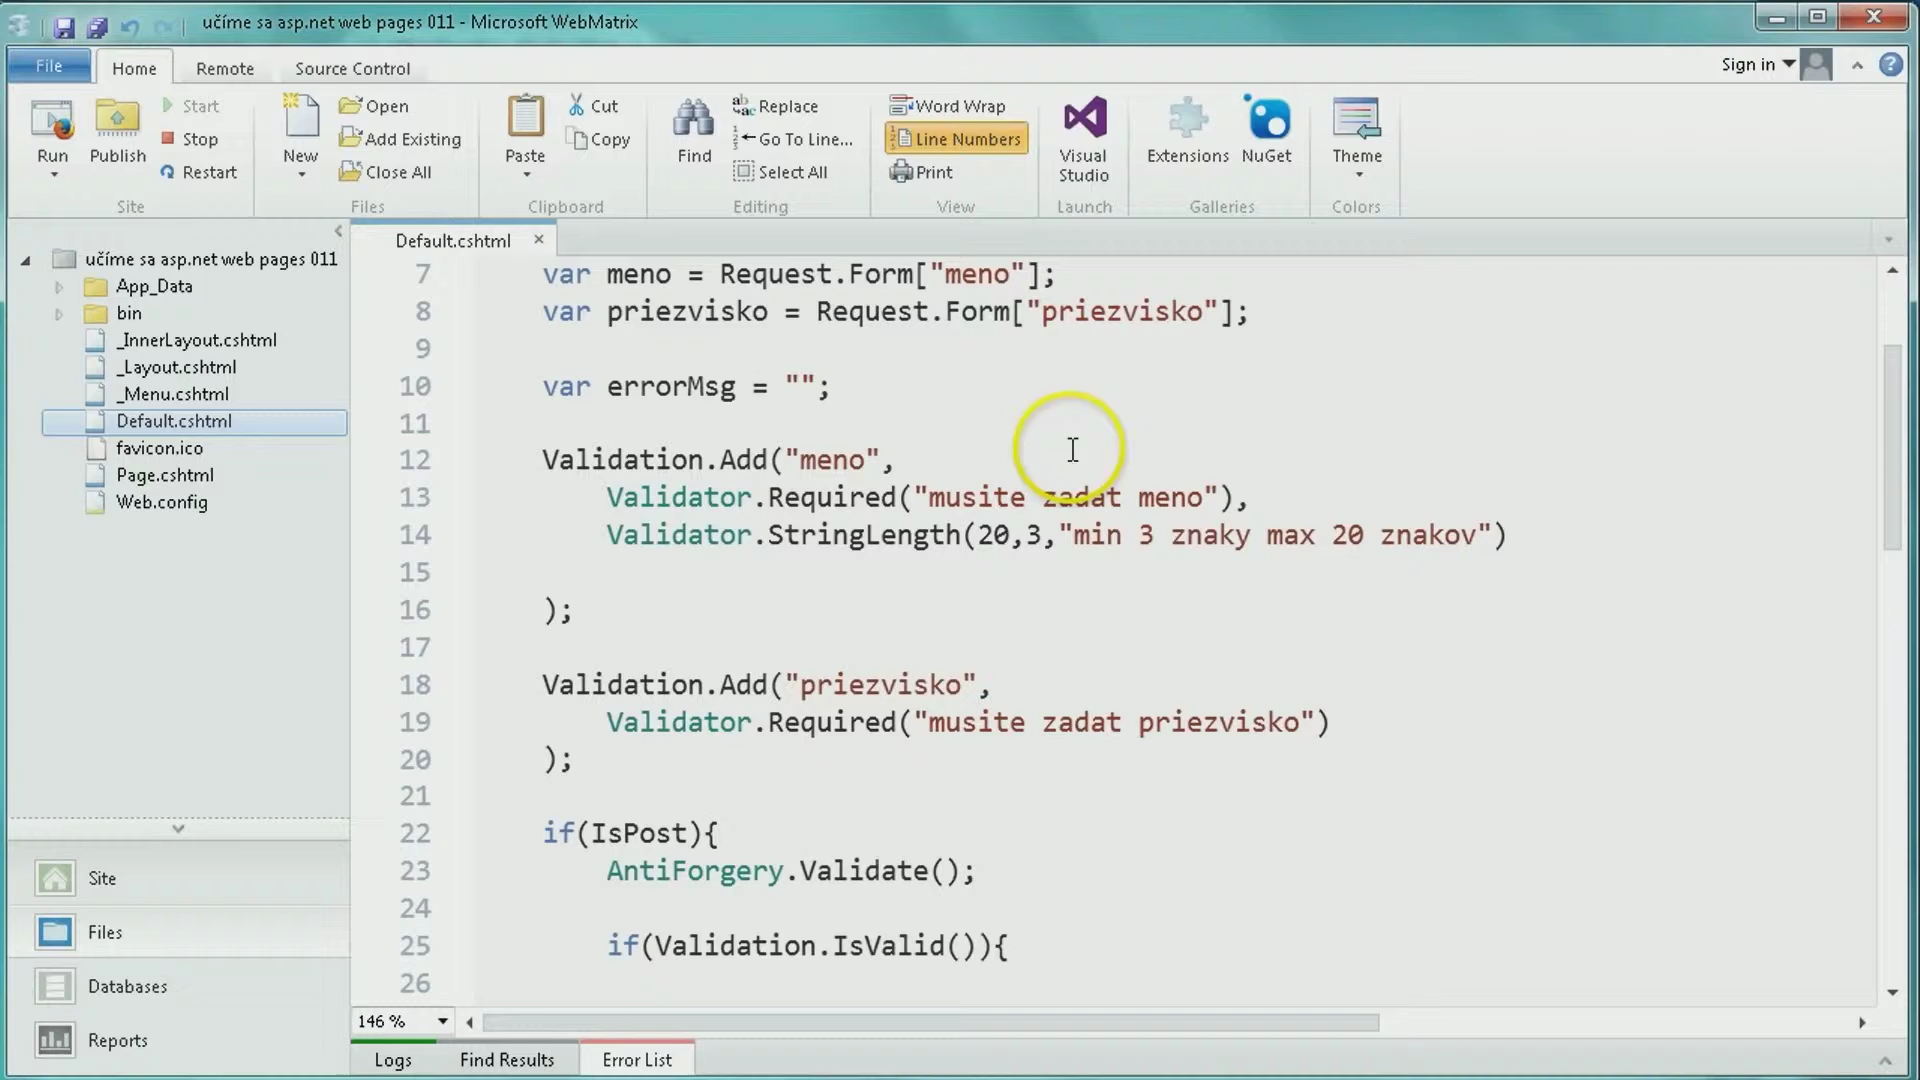 učíme sa asp.net web pages 011 - Microsoft WebMatrix
File Home Remote Source Control Sign in
Run
Publish
Start
Stop
Restart
Site
New
Open
Add Existing
Close All
Files
Paste
Cut
Copy
Clipboard
Find
Replace
Go To Line...
Select All
Editing
Word Wrap
Line Numbers
Print
View
Visual
Studio
Launch
Extensions NuGet
Galleries
Theme
Colors
učíme sa asp.net web pages 011
App_Data
bin
_InnerLayout.cshtml
_Layout.cshtml
_Menu.cshtml
Default.cshtml
favicon.ico
Page.cshtml
Web.config
Site
Files
Databases
Reports
Default.cshtml
7 var meno = Request.Form["meno"];
8 var priezvisko = Request.Form["priezvisko"];
9
10 var errorMsg = "";
11
12 Validation.Add("meno",
13 Validator.Required("musite zadat meno"),
14 Validator.StringLength(20,3,"min 3 znaky max 20 znakov")
15
16 );
17
18 Validation.Add("priezvisko",
19 Validator.Required("musite zadat priezvisko")
20 );
21
22 if(IsPost){
23 AntiForgery.Validate();
24
25 if(Validation.IsValid()){
26
146 %
Logs Find Results Error List